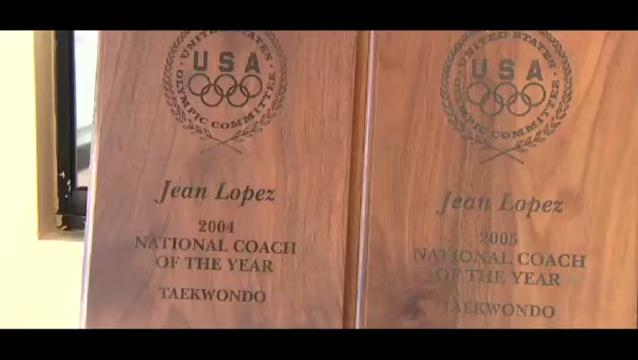 UNITED STATES
USA
OLYMPIC COMMITTEE
Jean Lopez
2004
NATIONAL COACH
OF THE YEAR
TAEKWONDO
UNITED STATES
USA
OLYMPIC COMMITTEE
Jean Lopez
2005
NATIONAL COACH
OF THE YEAR
TAEKWONDO